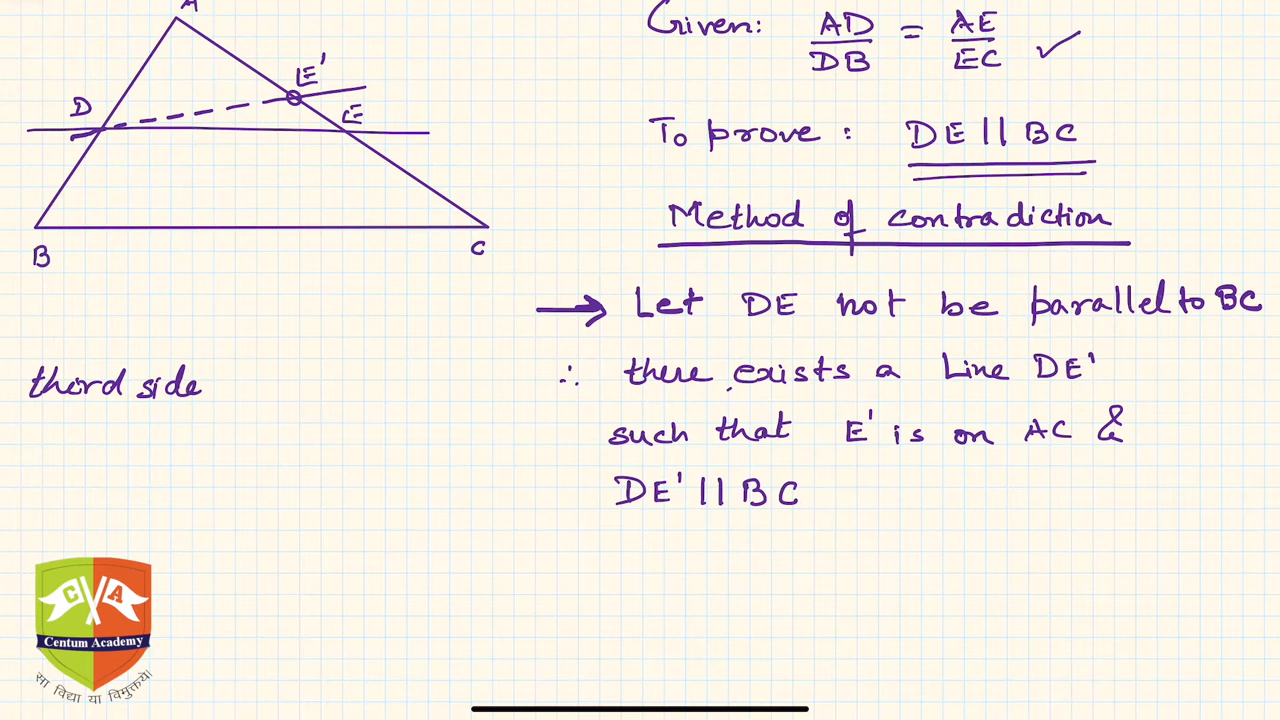 A
E'
D
E
B
C
third side
Given: AD/DB = AE/EC ✓
To prove : DE || BC
Method of contradiction
→ Let DE not be parallel to BC
∴ there exists a Line DE'
such that E' is on AC &
DE' || BC
C A
Centum Academy
सा विद्या या विमुक्तये।